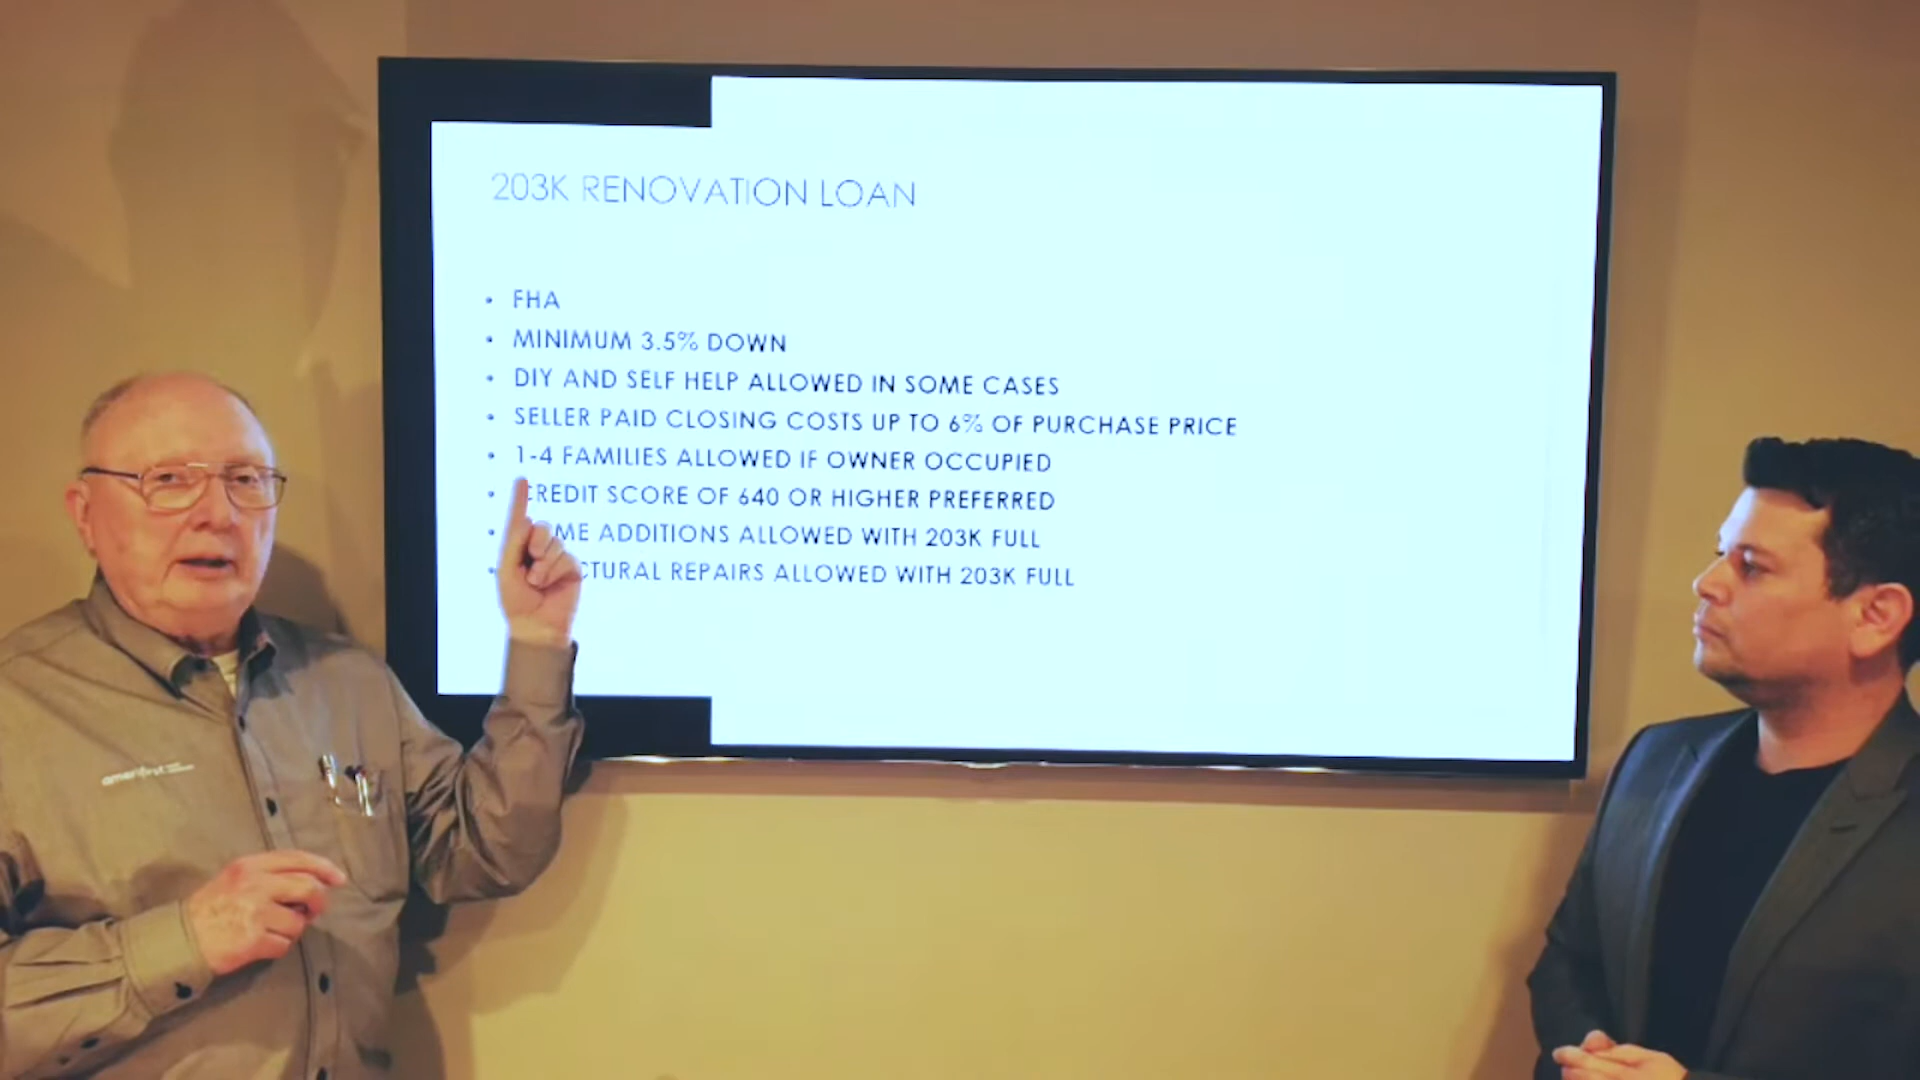 203K RENOVATION LOAN
• FHA
• MINIMUM 3.5% DOWN
• DIY AND SELF HELP ALLOWED IN SOME CASES
• SELLER PAID CLOSING COSTS UP TO 6% OF PURCHASE PRICE
• 1-4 FAMILIES ALLOWED IF OWNER OCCUPIED
• CREDIT SCORE OF 640 OR HIGHER PREFERRED
• ADDITIONS ALLOWED WITH 203K FULL
• REPAIRS ALLOWED WITH 203K FULL
amerifirst